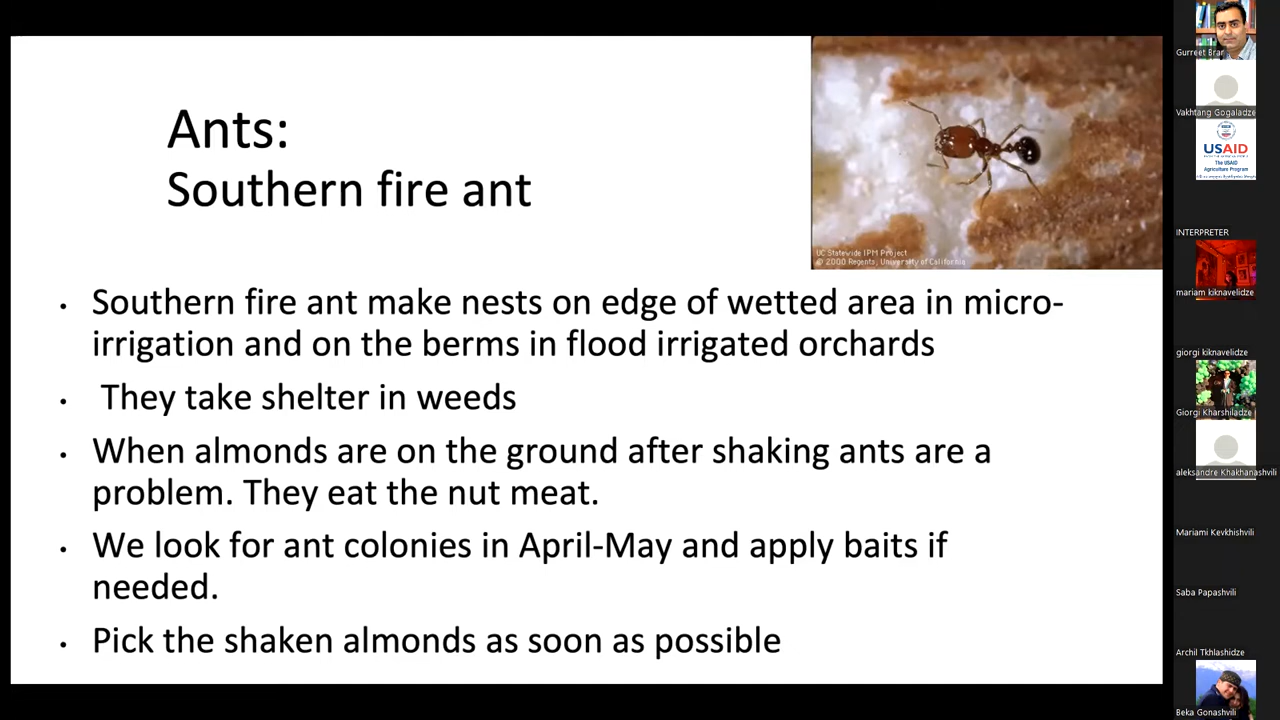 Ants:
Southern fire ant
UC Statewide IPM Project
© 2000 Regents, University of California
• Southern fire ant make nests on edge of wetted area in micro-
irrigation and on the berms in flood irrigated orchards
• They take shelter in weeds
• When almonds are on the ground after shaking ants are a
problem. They eat the nut meat.
• We look for ant colonies in April-May and apply baits if
needed.
• Pick the shaken almonds as soon as possible
Gurreet Brar
Vakhtang Gogaladze
USAID
The USAID
Agriculture Program
INTERPRETER
mariam kiknavelidze
giorgi kiknavelidze
Giorgi Kharshiladze
aleksandre Khakhanashvili
Mariami Kevkhishvili
Saba Papashvili
Archil Tkhlashidze
Beka Gonashvili